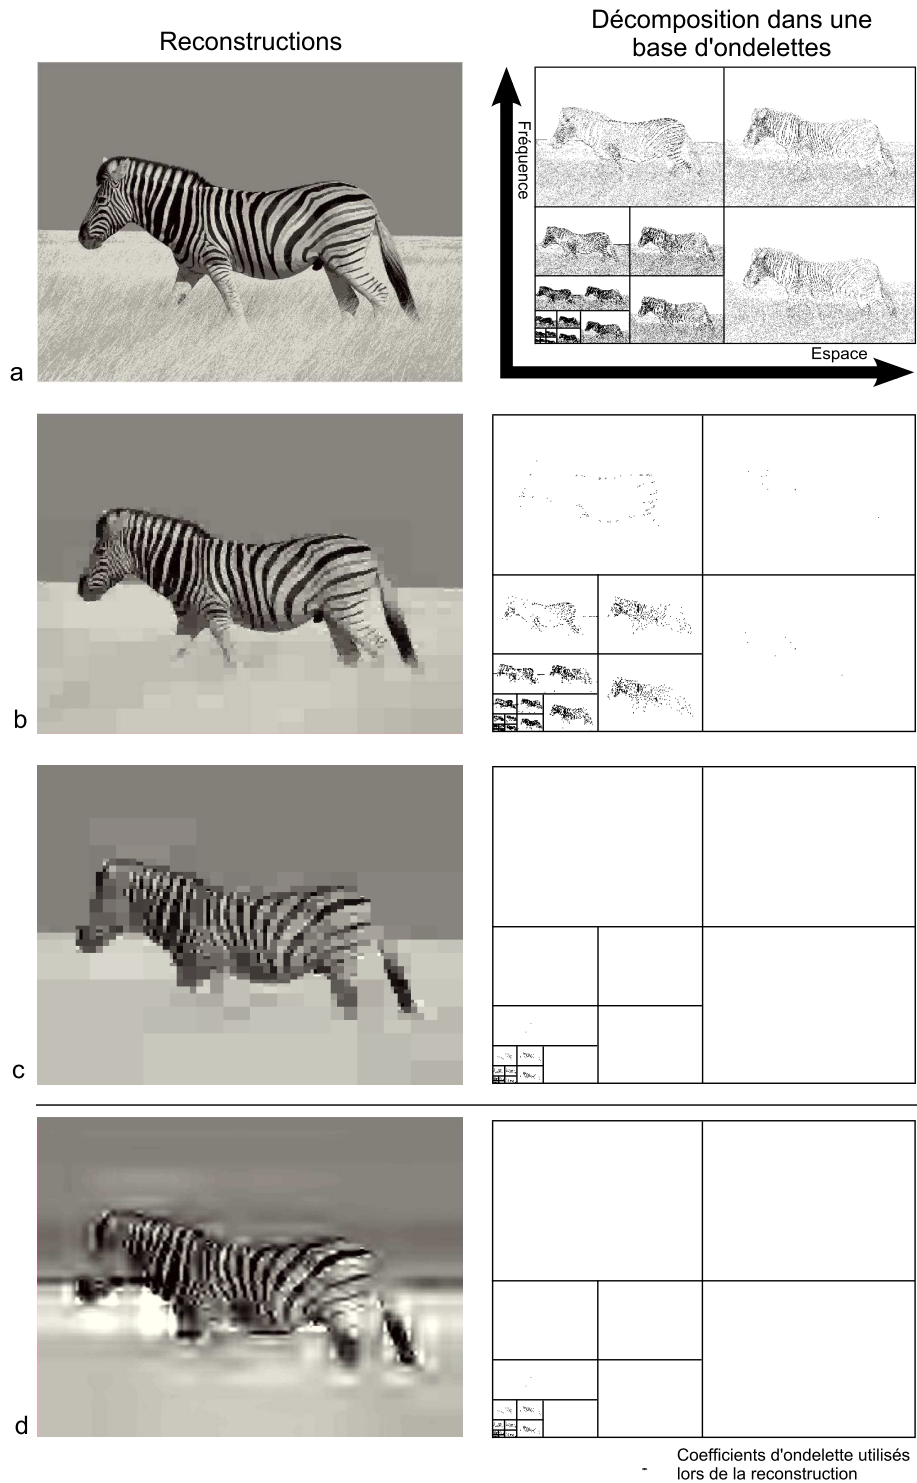 Reconstructions
Décomposition dans une
base d'ondelettes
Fréquence
Espace
a
b
c
d
Coefficients d'ondelette utilisés
lors de la reconstruction